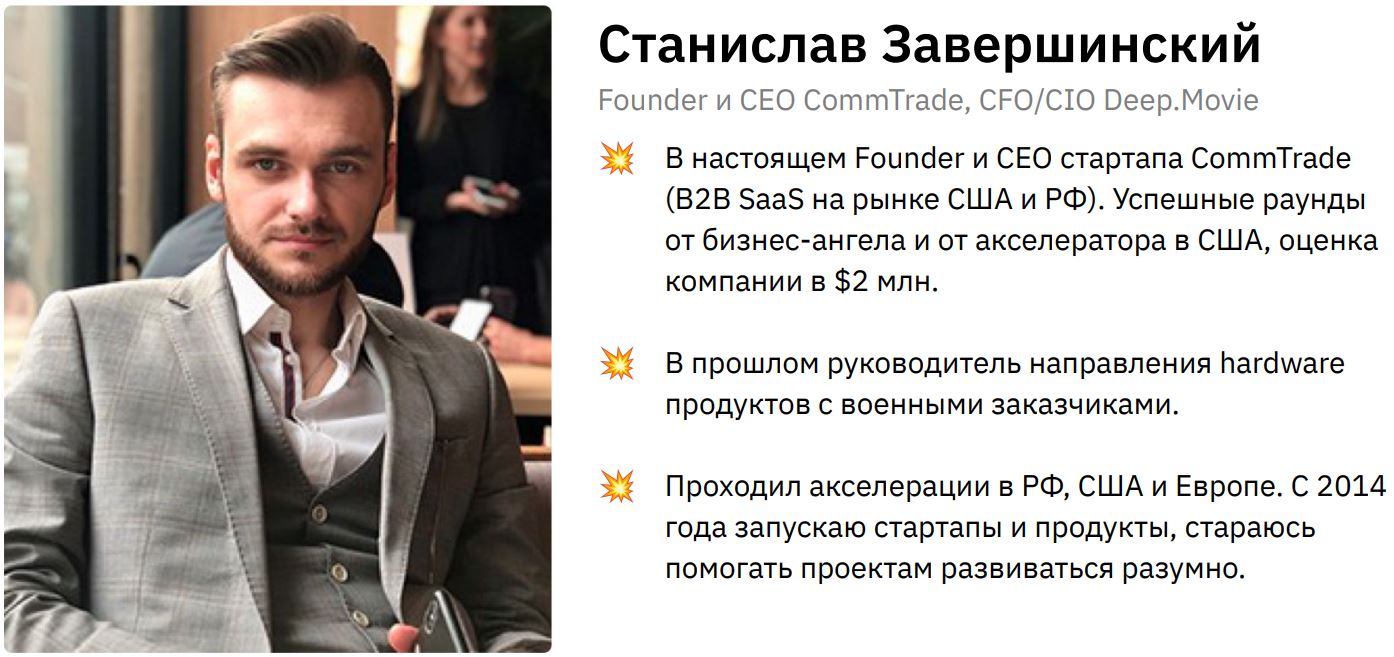 Станислав Завершинский
Founder и CEO CommTrade, CFO/CIO Deep.Movie
В настоящем Founder и CEO стартапа CommTrade
(B2B SaaS на рынке США и РФ). Успешные раунды
от бизнес-ангела и от акселератора в США, оценка
компании в $2 млн.
В прошлом руководитель направления hardware
продуктов с военными заказчиками.
Проходил акселерации в РФ, США и Европе. С 2014
года запускаю стартапы и продукты, стараюсь
помогать проектам развиваться разумно.